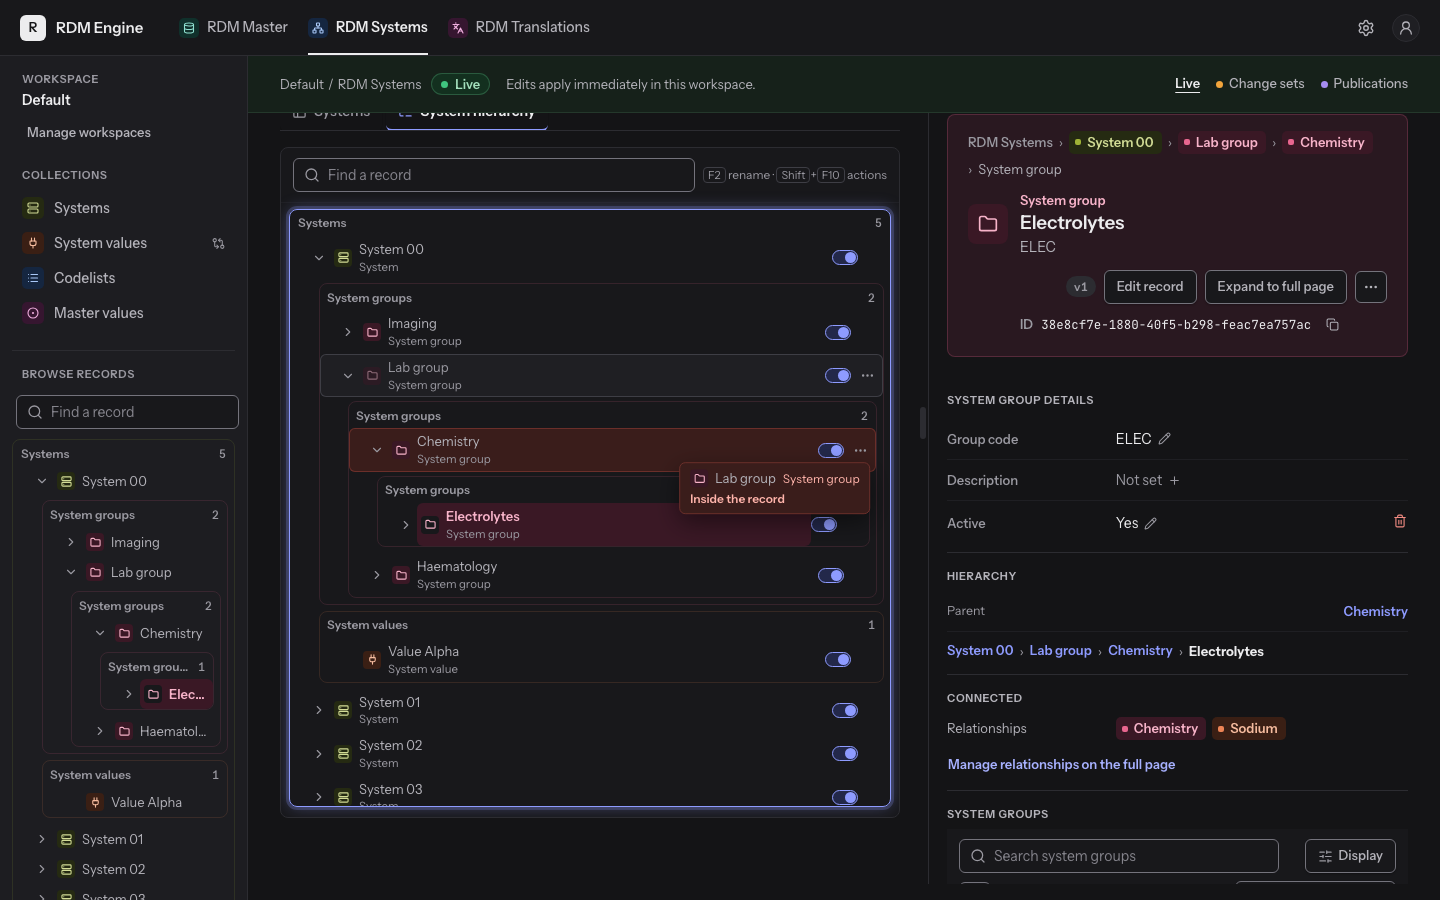 R RDM Engine
RDM Master
RDM Systems
RDM Translations
WORKSPACE
Default
Manage workspaces
COLLECTIONS
Systems
System values
Codelists
Master values
BROWSE RECORDS
Find a record
Systems 5
System 00
System groups 2
Imaging
Lab group
System groups 2
Chemistry
System grou... 1
Elec...
Haematol...
System values 1
Value Alpha
System 01
System 02
System 03
Default / RDM Systems
Live
Edits apply immediately in this workspace.
Live
Change sets
Publications
Systems
System hierarchy
Find a record
F2 rename · Shift + F10 actions
Systems 5
System 00
System
System groups 2
Imaging
System group
Lab group
System group
System groups 2
Chemistry
System group
Lab group System group
Inside the record
System groups
Electrolytes
System group
Haematology
System group
System values 1
Value Alpha
System value
System 01
System
System 02
System
System 03
System
RDM Systems › System 00 › Lab group › Chemistry
› System group
System group
Electrolytes
ELEC
v1
Edit record
Expand to full page
ID 38e8cf7e-1880-40f5-b298-feac7ea757ac
SYSTEM GROUP DETAILS
Group code ELEC
Description Not set
Active Yes
HIERARCHY
Parent Chemistry
System 00 › Lab group › Chemistry › Electrolytes
CONNECTED
Relationships Chemistry Sodium
Manage relationships on the full page
SYSTEM GROUPS
Search system groups
Display